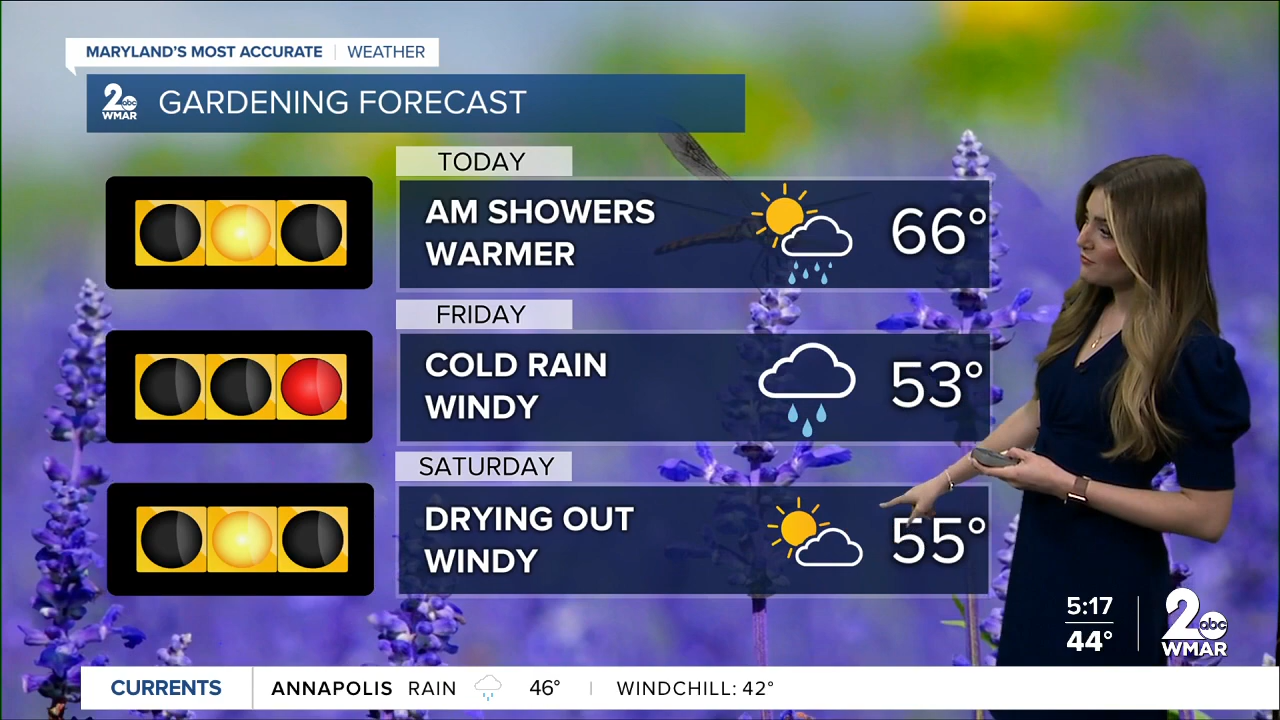 MARYLAND'S MOST ACCURATE | WEATHER
2 abc WMAR GARDENING FORECAST
TODAY
AM SHOWERS
WARMER
66°
FRIDAY
COLD RAIN
WINDY
53°
SATURDAY
DRYING OUT
WINDY
55°
5:17
44°
2 abc
WMAR
CURRENTS ANNAPOLIS RAIN 46° | WINDCHILL: 42°